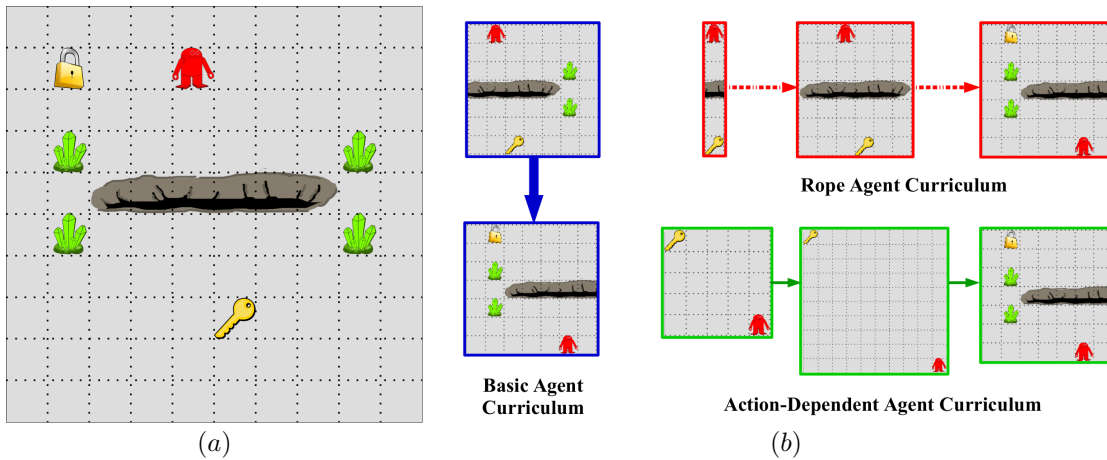 Rope Agent Curriculum
Basic Agent
Curriculum
Action-Dependent Agent Curriculum
(a)
(b)